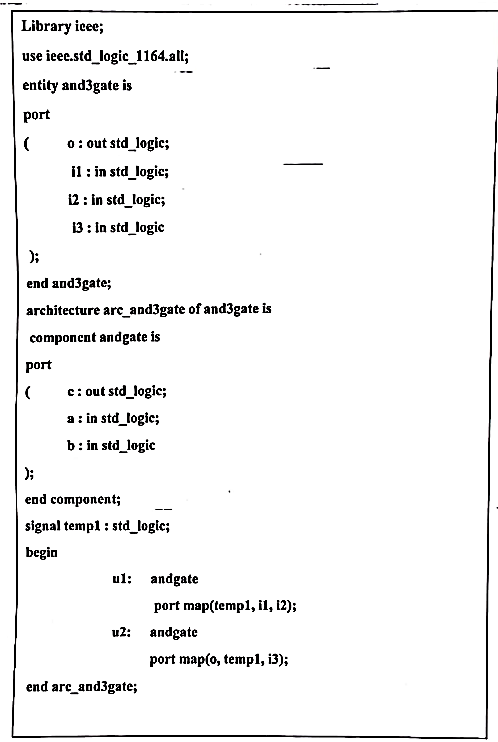 Library ieee;
use ieee.std_logic_1164.all;
entity and3gate is
port
( o : out std_logic;
i1 : in std_logic;
i2 : in std_logic;
i3 : in std_logic
);
end and3gate;
architecture arc_and3gate of and3gate is
component andgate is
port
( c : out std_logic;
a : in std_logic;
b : in std_logic
);
end component;
signal temp1 : std_logic;
begin
u1: andgate
port map(temp1, i1, i2);
u2: andgate
port map(o, temp1, i3);
end arc_and3gate;